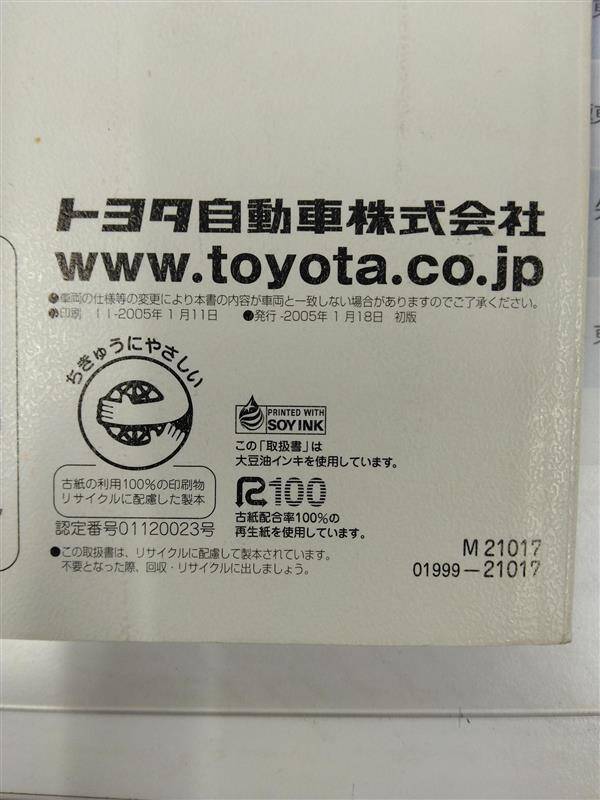 トヨタ自動車株式会社
www.toyota.co.jp
車両の仕様等の変更により本書の内容が車両と一致しない場合がありますのでご了承ください。
印刷 11-2005年1月11日 発行-2005年1月18日 初版
ちきゅうにやさしい
PRINTED WITH
SOY INK
この「取扱書」は
大豆油インキを使用しています。
古紙の利用100%の印刷物
リサイクルに配慮した製本
R100
古紙配合率100%の
再生紙を使用しています。
認定番号01120023号
●この取扱書は、リサイクルに配慮して製本されています。
不要となった際、回収・リサイクルに出しましょう。
M 21017
01999-21017